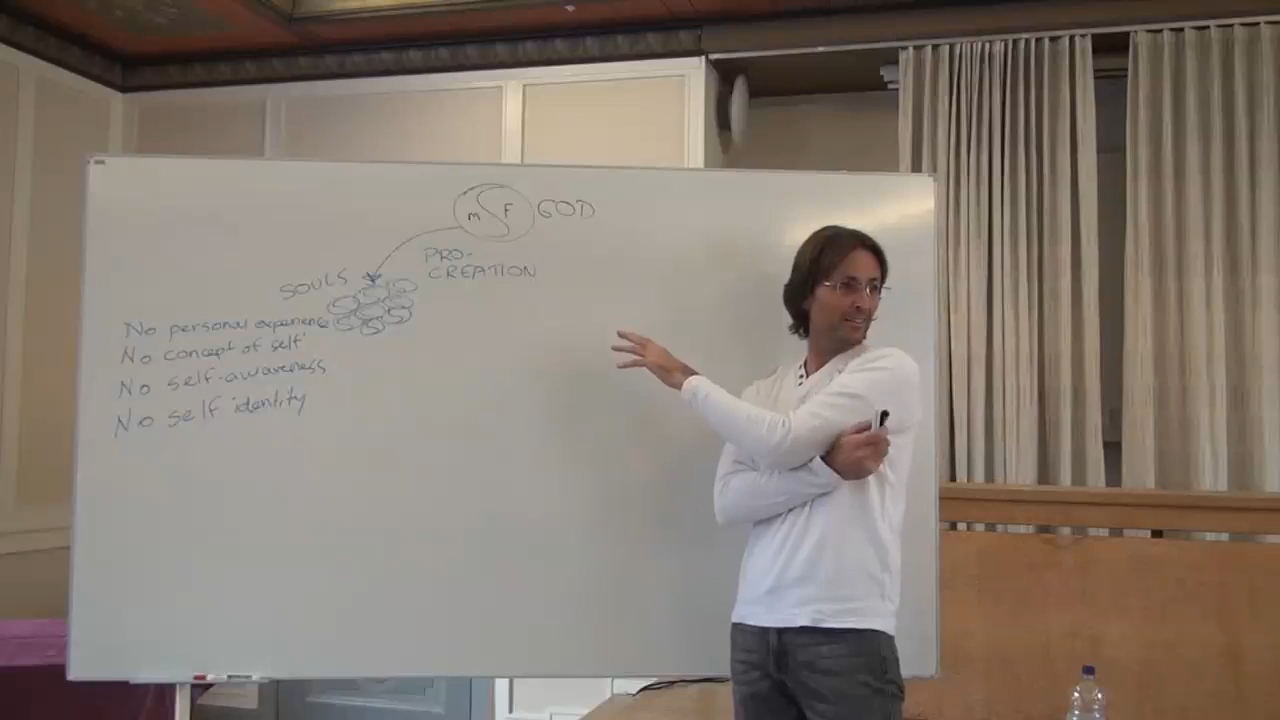 M F GOD
PRO-
CREATION
SOULS
No personal experience
No concept of self
No self-awareness
No self identity